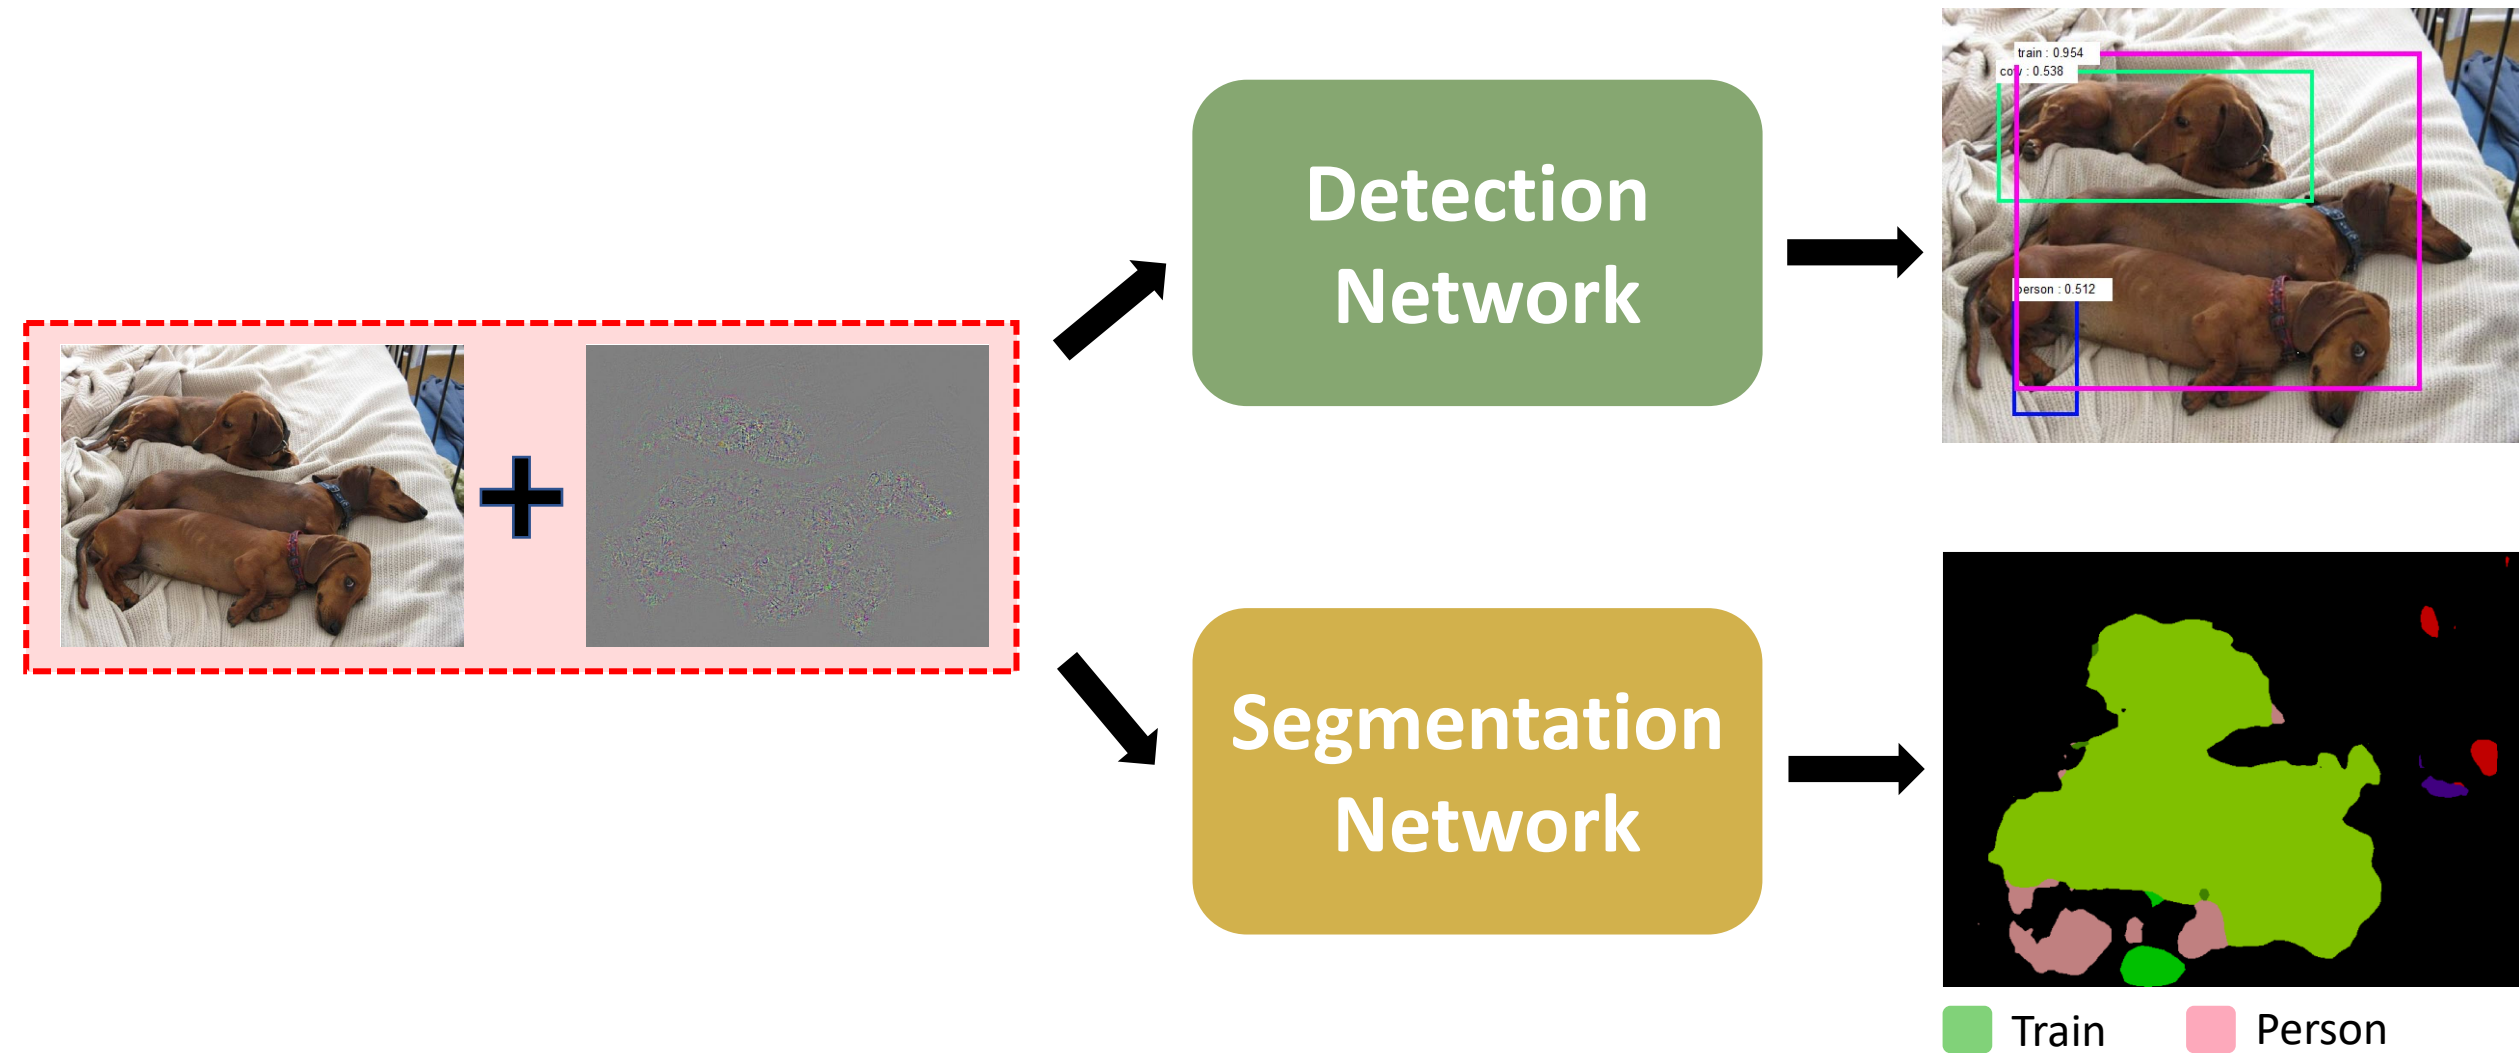 Detection
Network
train : 0.954
cow : 0.538
person : 0.512
Segmentation
Network
Train
Person